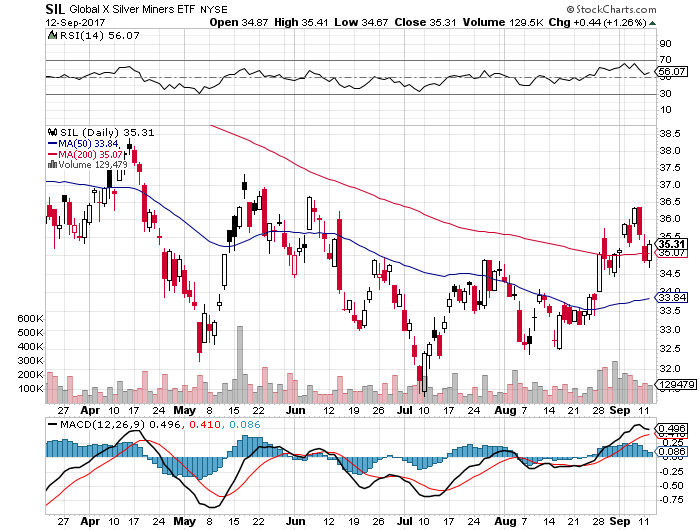 SIL Global X Silver Miners ETF NYSE © StockCharts.com
12-Sep-2017 Open 34.87 High 35.41 Low 34.67 Close 35.31 Volume 129.5K Chg +0.44 (+1.26%)
RSI(14) 56.07
90
70
56.07
50
30
10
SIL (Daily) 35.31
MA(50) 33.84
MA(200) 35.07
Volume 129,479
38.5
38.0
37.5
37.0
36.5
36.0
35.5
35.31
35.07
34.5
34.0
33.84
33.5
33.0
32.5
32.0
31.5
600K
500K
400K
300K
200K
100K
129479
27 Apr 10 17 24 May 8 15 22 Jun 12 19 26 Jul 10 17 24 Aug 7 14 21 28 Sep 11
MACD(12,26,9) 0.496, 0.410, 0.086
0.496
0.410
0.25
0.086
-0.25
-0.50
-0.75
27 Apr 10 17 24 May 8 15 22 Jun 12 19 26 Jul 10 17 24 Aug 7 14 21 28 Sep 11